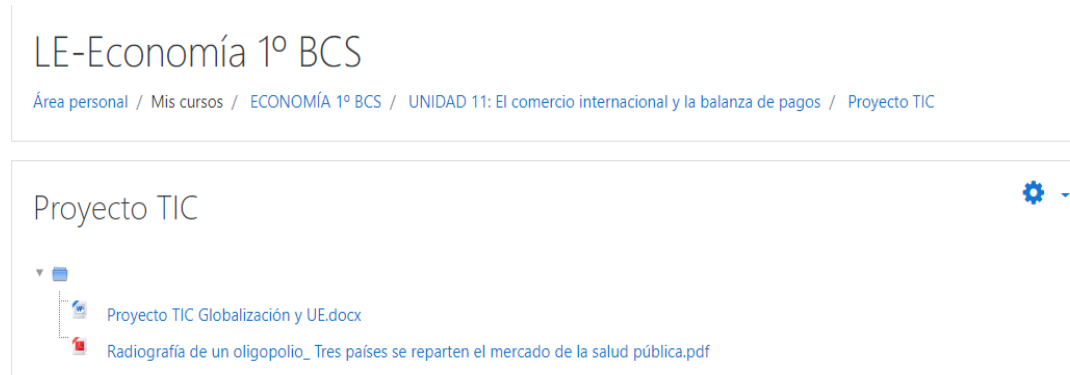 LE-Economía 1º BCS
Área personal / Mis cursos / ECONOMÍA 1º BCS / UNIDAD 11: El comercio internacional y la balanza de pagos / Proyecto TIC
Proyecto TIC
Proyecto TIC Globalización y UE.docx
Radiografía de un oligopolio_ Tres países se reparten el mercado de la salud pública.pdf